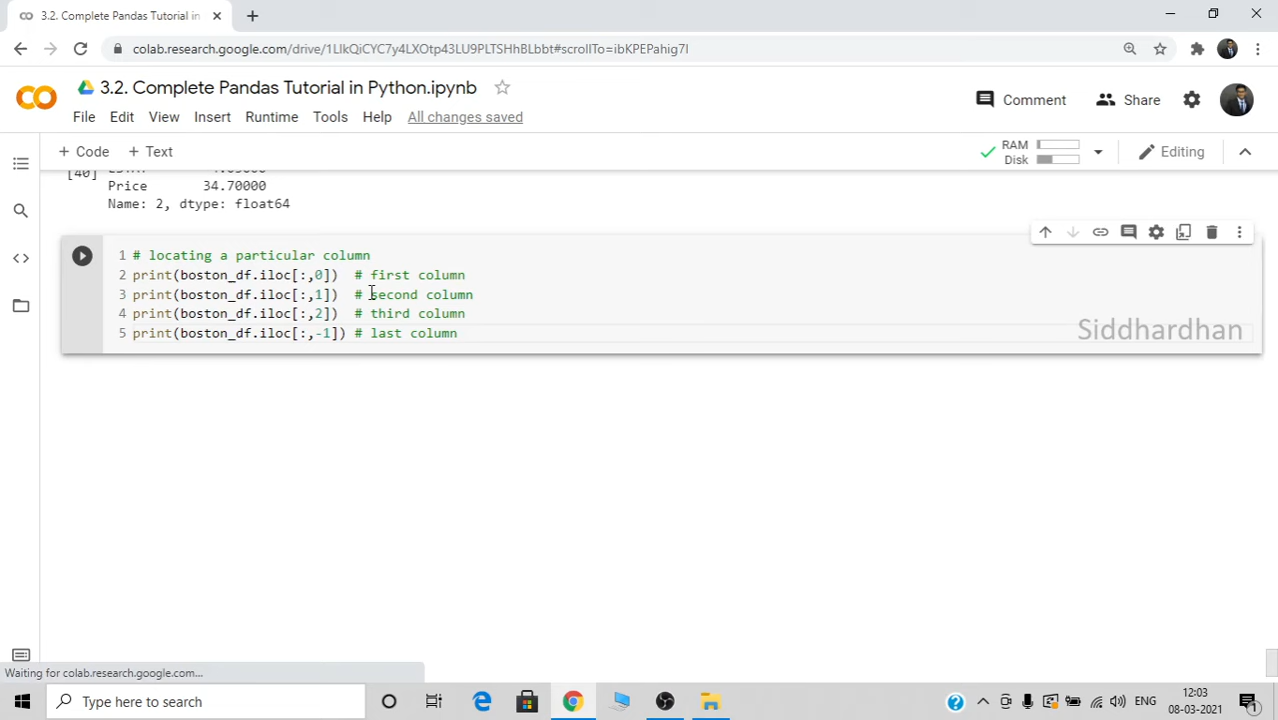 3.2. Complete Pandas Tutorial in
colab.research.google.com/drive/1LIkQiCYC7y4LXOtp43LU9PLTSHhBLbbt#scrollTo=ibKPEPahig7I
3.2. Complete Pandas Tutorial in Python.ipynb
Comment
Share
File Edit View Insert Runtime Tools Help All changes saved
+ Code + Text
RAM
Disk
Editing
[40]
Price 34.70000
Name: 2, dtype: float64
1 # locating a particular column
2 print(boston_df.iloc[:,0]) # first column
3 print(boston_df.iloc[:,1]) # second column
4 print(boston_df.iloc[:,2]) # third column
5 print(boston_df.iloc[:,-1]) # last column
Siddhardhan
Waiting for colab.research.google.com...
Type here to search
ENG
12:03
08-03-2021